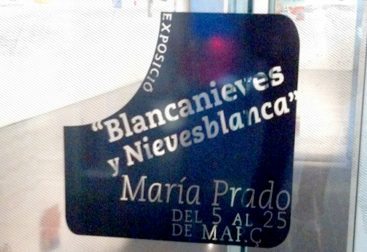 EXPOSICIÓ
"Blancanieves
y Nievesblanca"
María Prado
DEL 5 AL 25
DE MARÇ